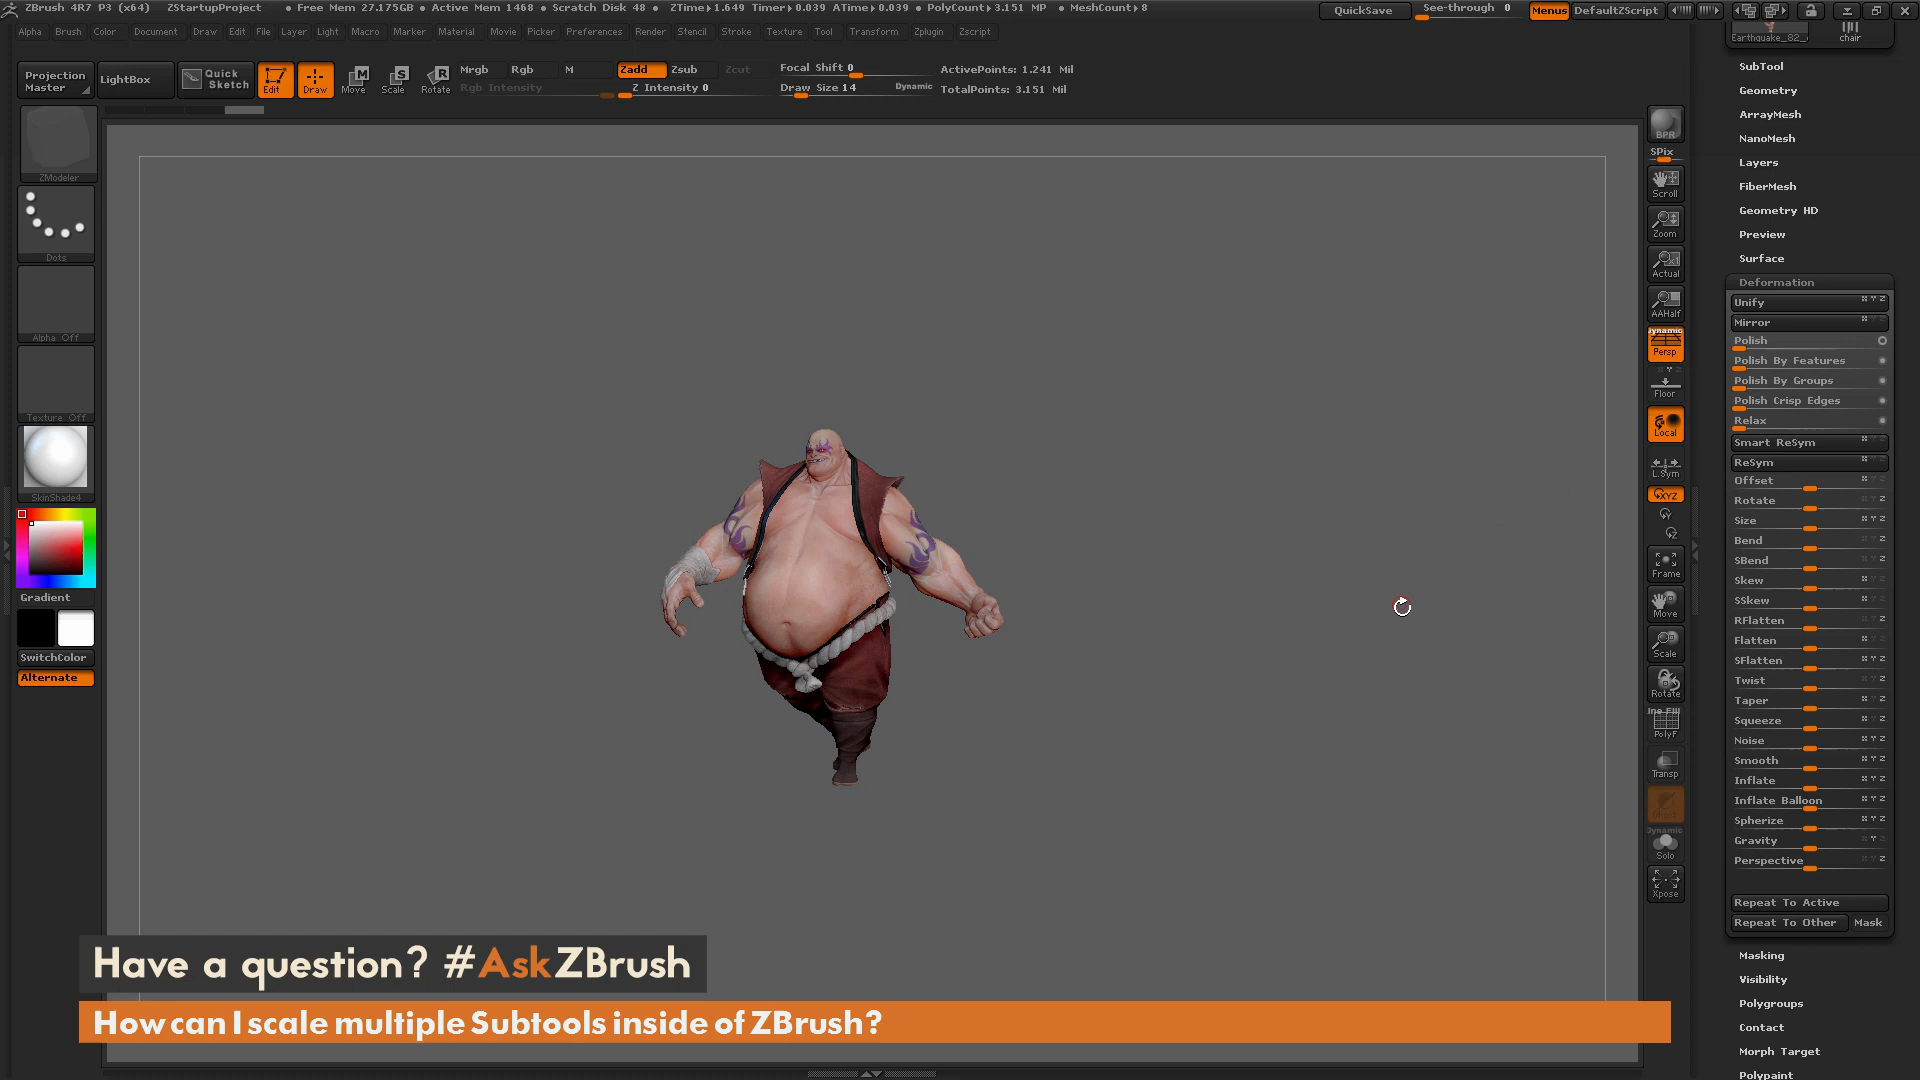 ZBrush 4R7 P3 (x64) ZStartupProject • Free Mem 27.175GB • Active Mem 1468 • Scratch Disk 48 • ZTime▸1.649 Timer▸0.039 ATime▸0.039 • PolyCount▸3.151 MP • MeshCount▸8 QuickSave See-through 0 Menus DefaultZScript
Alpha Brush Color Document Draw Edit File Layer Light Macro Marker Material Movie Picker Preferences Render Stencil Stroke Texture Tool Transform Zplugin Zscript
Projection Master
LightBox
Quick Sketch
Edit Draw Move Scale Rotate
Mrgb Rgb M Zadd Zsub Zcut
Rgb Intensity Z Intensity 0
Focal Shift 0
Draw Size 14 Dynamic
ActivePoints: 1.241 Mil
TotalPoints: 3.151 Mil
ZModeler
Dots
Alpha Off
Texture Off
SkinShade4
Gradient
SwitchColor
Alternate
BPR
SPix
Scroll
Zoom
Actual
AAHalf
Dynamic
Persp
Floor
Local
L.Sym
XYZ
Y
Z
Frame
Move
Scale
Rotate
Line Fill
PolyF
Transp
Dynamic
Solo
Xpose
Earthquake_82_ chair
SubTool
Geometry
ArrayMesh
NanoMesh
Layers
FiberMesh
Geometry HD
Preview
Surface
Deformation
Unify
Mirror
Polish
Polish By Features
Polish By Groups
Polish Crisp Edges
Relax
Smart ReSym
ReSym
Offset
Rotate
Size
Bend
SBend
Skew
SSkew
RFlatten
Flatten
SFlatten
Twist
Taper
Squeeze
Noise
Smooth
Inflate
Inflate Balloon
Spherize
Gravity
Perspective
Repeat To Active
Repeat To Other Mask
Masking
Visibility
Polygroups
Contact
Morph Target
Polypaint
Have a question? #AskZBrush
How can I scale multiple Subtools inside of ZBrush?